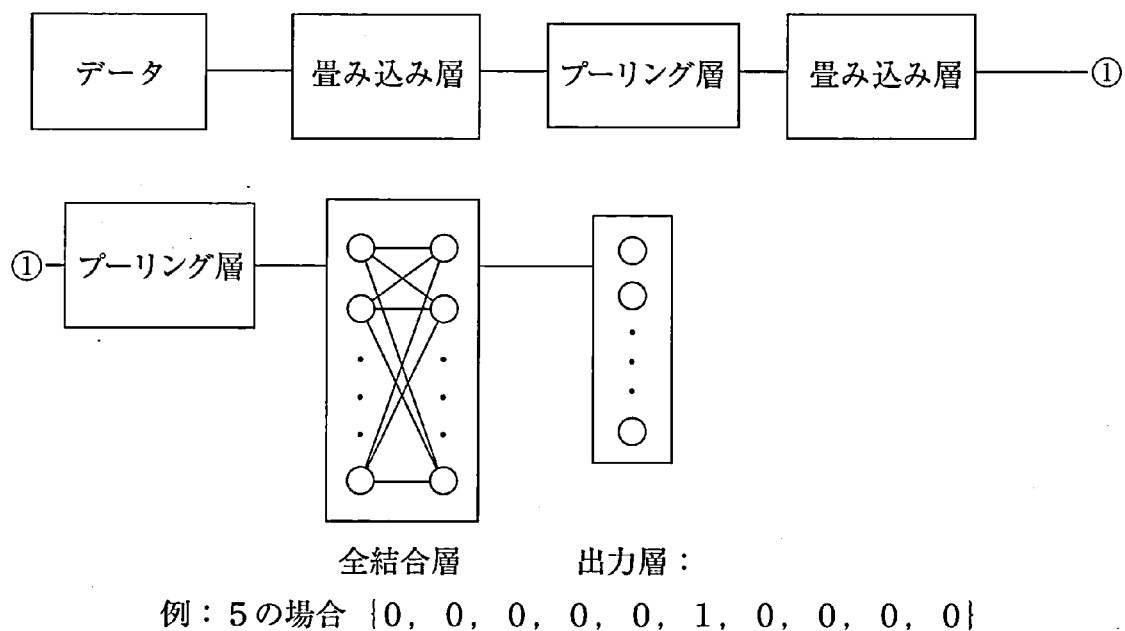 データ 畳み込み層 プーリング層 畳み込み層 ①
① プーリング層
全結合層 出力層：
例：5の場合 {0, 0, 0, 0, 0, 1, 0, 0, 0, 0}